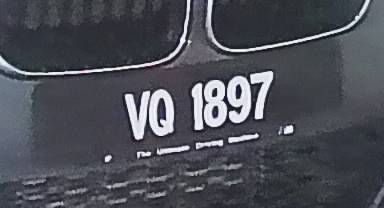 VQ 1897
The Ultimate Driving Machine